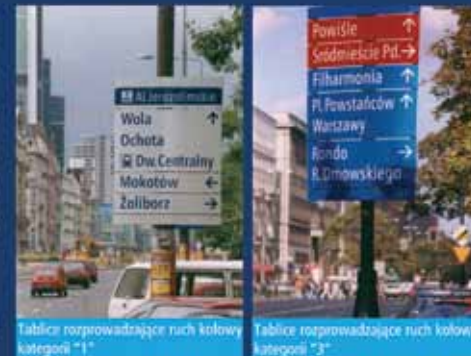 Al.Jerozolimskie
Wola ↑
Ochota
Dw.Centralny
Mokotów ←
Żoliborz →
Tablice rozprowadzające ruch kołowy
kategorii "1"
Powiśle ↑
Śródmieście Pd.→
Filharmonia ↑
Pl.Powstańców ↑
Warszawy
Rondo →
R.Dmowskiego
Tablice rozprowadzające ruch kołowy
kategorii "3"